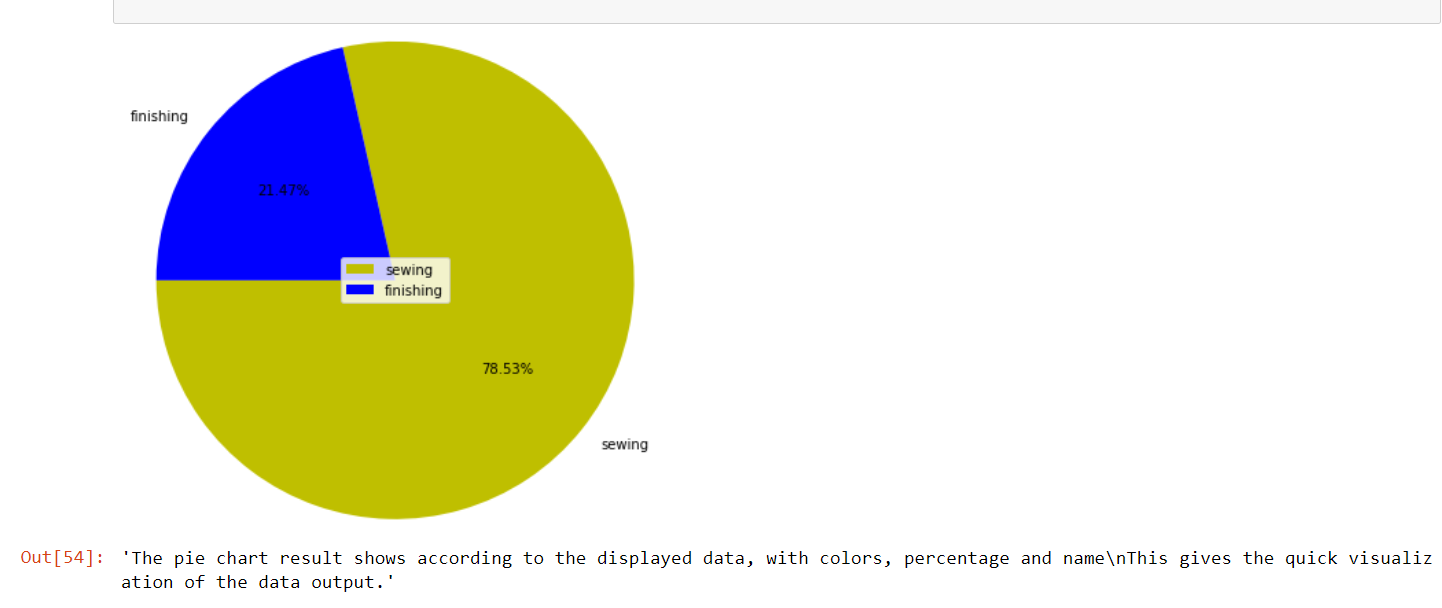 finishing
21.47%
sewing
finishing
78.53%
sewing
Out[54]: 'The pie chart result shows according to the displayed data, with colors, percentage and name\nThis gives the quick visualiz
ation of the data output.'